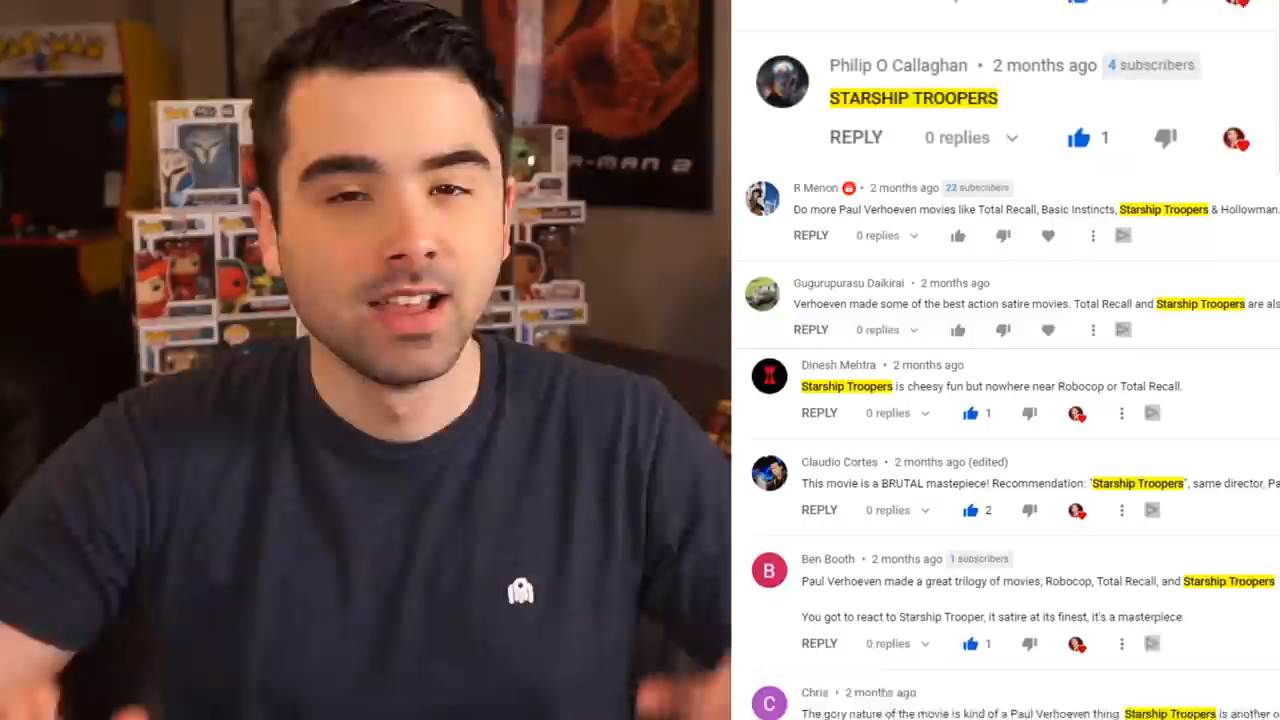 R-MAN 2
Philip O Callaghan • 2 months ago 4 subscribers
STARSHIP TROOPERS
REPLY 0 replies 1
R Menon • 2 months ago 22 subscribers
Do more Paul Verhoeven movies like Total Recall, Basic Instincts, Starship Troopers & Hollowman.
REPLY 0 replies
Gugurupurasu Daikirai • 2 months ago
Verhoeven made some of the best action satire movies. Total Recall and Starship Troopers are als
REPLY 0 replies
Dinesh Mehtra • 2 months ago
Starship Troopers is cheesy fun but nowhere near Robocop or Total Recall.
REPLY 0 replies 1
Claudio Cortes • 2 months ago (edited)
This movie is a BRUTAL mastepiece! Recommendation: "Starship Troopers", same director, Pa
REPLY 0 replies 2
B
Ben Booth • 2 months ago 1 subscribers
Paul Verhoeven made a great trilogy of movies; Robocop, Total Recall, and Starship Troopers
You got to react to Starship Trooper, it satire at its finest, it's a masterpiece
REPLY 0 replies 1
C
Chris • 2 months ago
The gory nature of the movie is kind of a Paul Verhoeven thing. Starship Troopers is another o